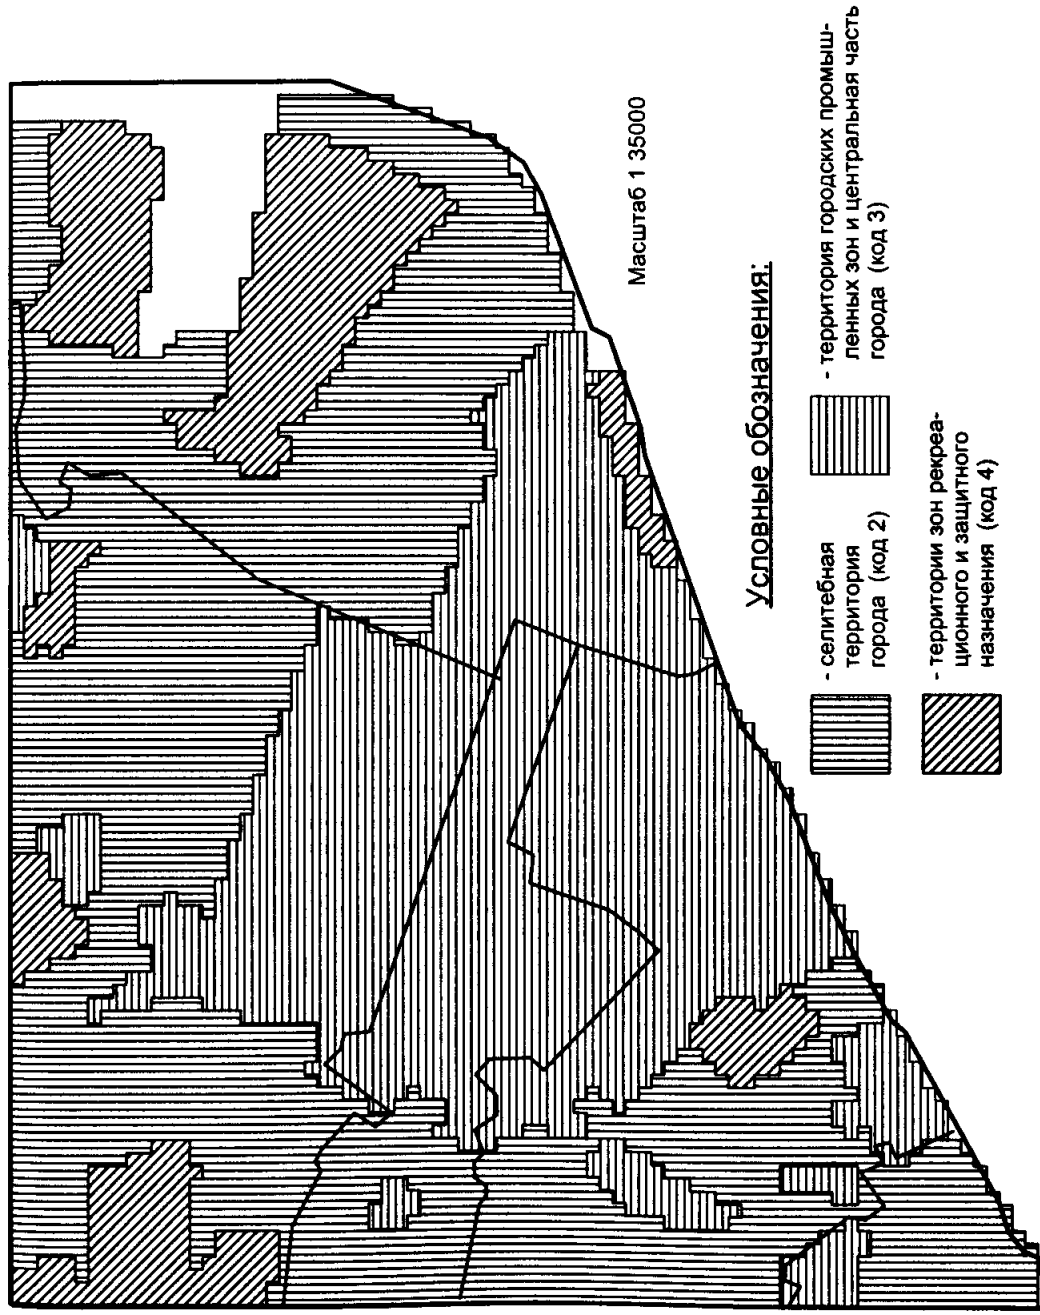 Масштаб 1 35000
Условные обозначения:
- селитебная
территория
города (код 2)
- территория городских промыш-
ленных зон и центральная часть
города (код 3)
- территории зон рекреа-
ционного и защитного
назначения (код 4)